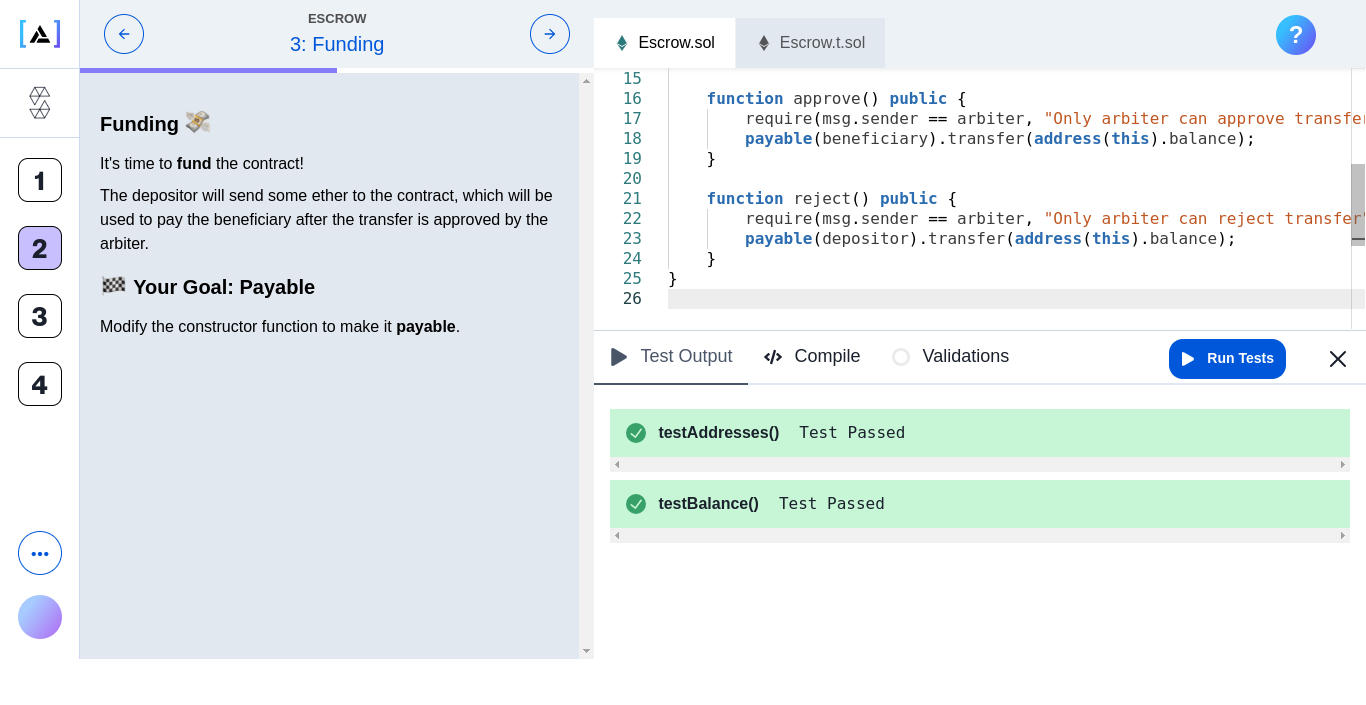 ESCROW
3: Funding
1
2
3
4
Funding 💸
It's time to fund the contract!
The depositor will send some ether to the contract, which will be
used to pay the beneficiary after the transfer is approved by the
arbiter.
🏁 Your Goal: Payable
Modify the constructor function to make it payable.
Escrow.sol
Escrow.t.sol
?
15
16 function approve() public {
17 require(msg.sender == arbiter, "Only arbiter can approve transfer
18 payable(beneficiary).transfer(address(this).balance);
19 }
20
21 function reject() public {
22 require(msg.sender == arbiter, "Only arbiter can reject transfer"
23 payable(depositor).transfer(address(this).balance);
24 }
25 }
26
Test Output
Compile
Validations
Run Tests
testAddresses() Test Passed
testBalance() Test Passed